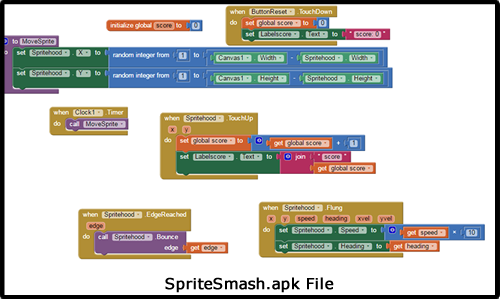 initialize global score to 0
when ButtonReset .TouchDown
do set global score to 0
set Labelscore . Text to " score: 0 "
to MoveSprite
set Spritehood . X to random integer from 1 to Canvas1 . Width - Spritehood . Width
set Spritehood . Y to random integer from 1 to Canvas1 . Height - Spritehood . Height
when Clock1 .Timer
do call MoveSprite
when Spritehood .TouchUp
x y
do set global score to get global score + 1
set Labelscore . Text to join " score "
get global score
when Spritehood .EdgeReached
edge
do call Spritehood .Bounce
edge get edge
when Spritehood .Flung
x y speed heading xvel yvel
do set Spritehood . Speed to get speed × 10
set Spritehood . Heading to get heading
SpriteSmash.apk File